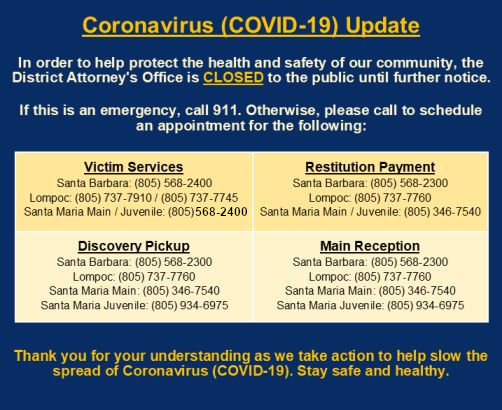 Coronavirus (COVID-19) Update
In order to help protect the health and safety of our community, the
District Attorney's Office is CLOSED to the public until further notice.
If this is an emergency, call 911. Otherwise, please call to schedule
an appointment for the following:
Victim Services
Santa Barbara: (805) 568-2400
Lompoc: (805) 737-7910 / (805) 737-7745
Santa Maria Main / Juvenile: (805)568-2400
Restitution Payment
Santa Barbara: (805) 568-2300
Lompoc: (805) 737-7760
Santa Maria Main / Juvenile: (805) 346-7540
Discovery Pickup
Santa Barbara: (805) 568-2300
Lompoc: (805) 737-7760
Santa Maria Main: (805) 346-7540
Santa Maria Juvenile: (805) 934-6975
Main Reception
Santa Barbara: (805) 568-2300
Lompoc: (805) 737-7760
Santa Maria Main: (805) 346-7540
Santa Maria Juvenile: (805) 934-6975
Thank you for your understanding as we take action to help slow the
spread of Coronavirus (COVID-19). Stay safe and healthy.